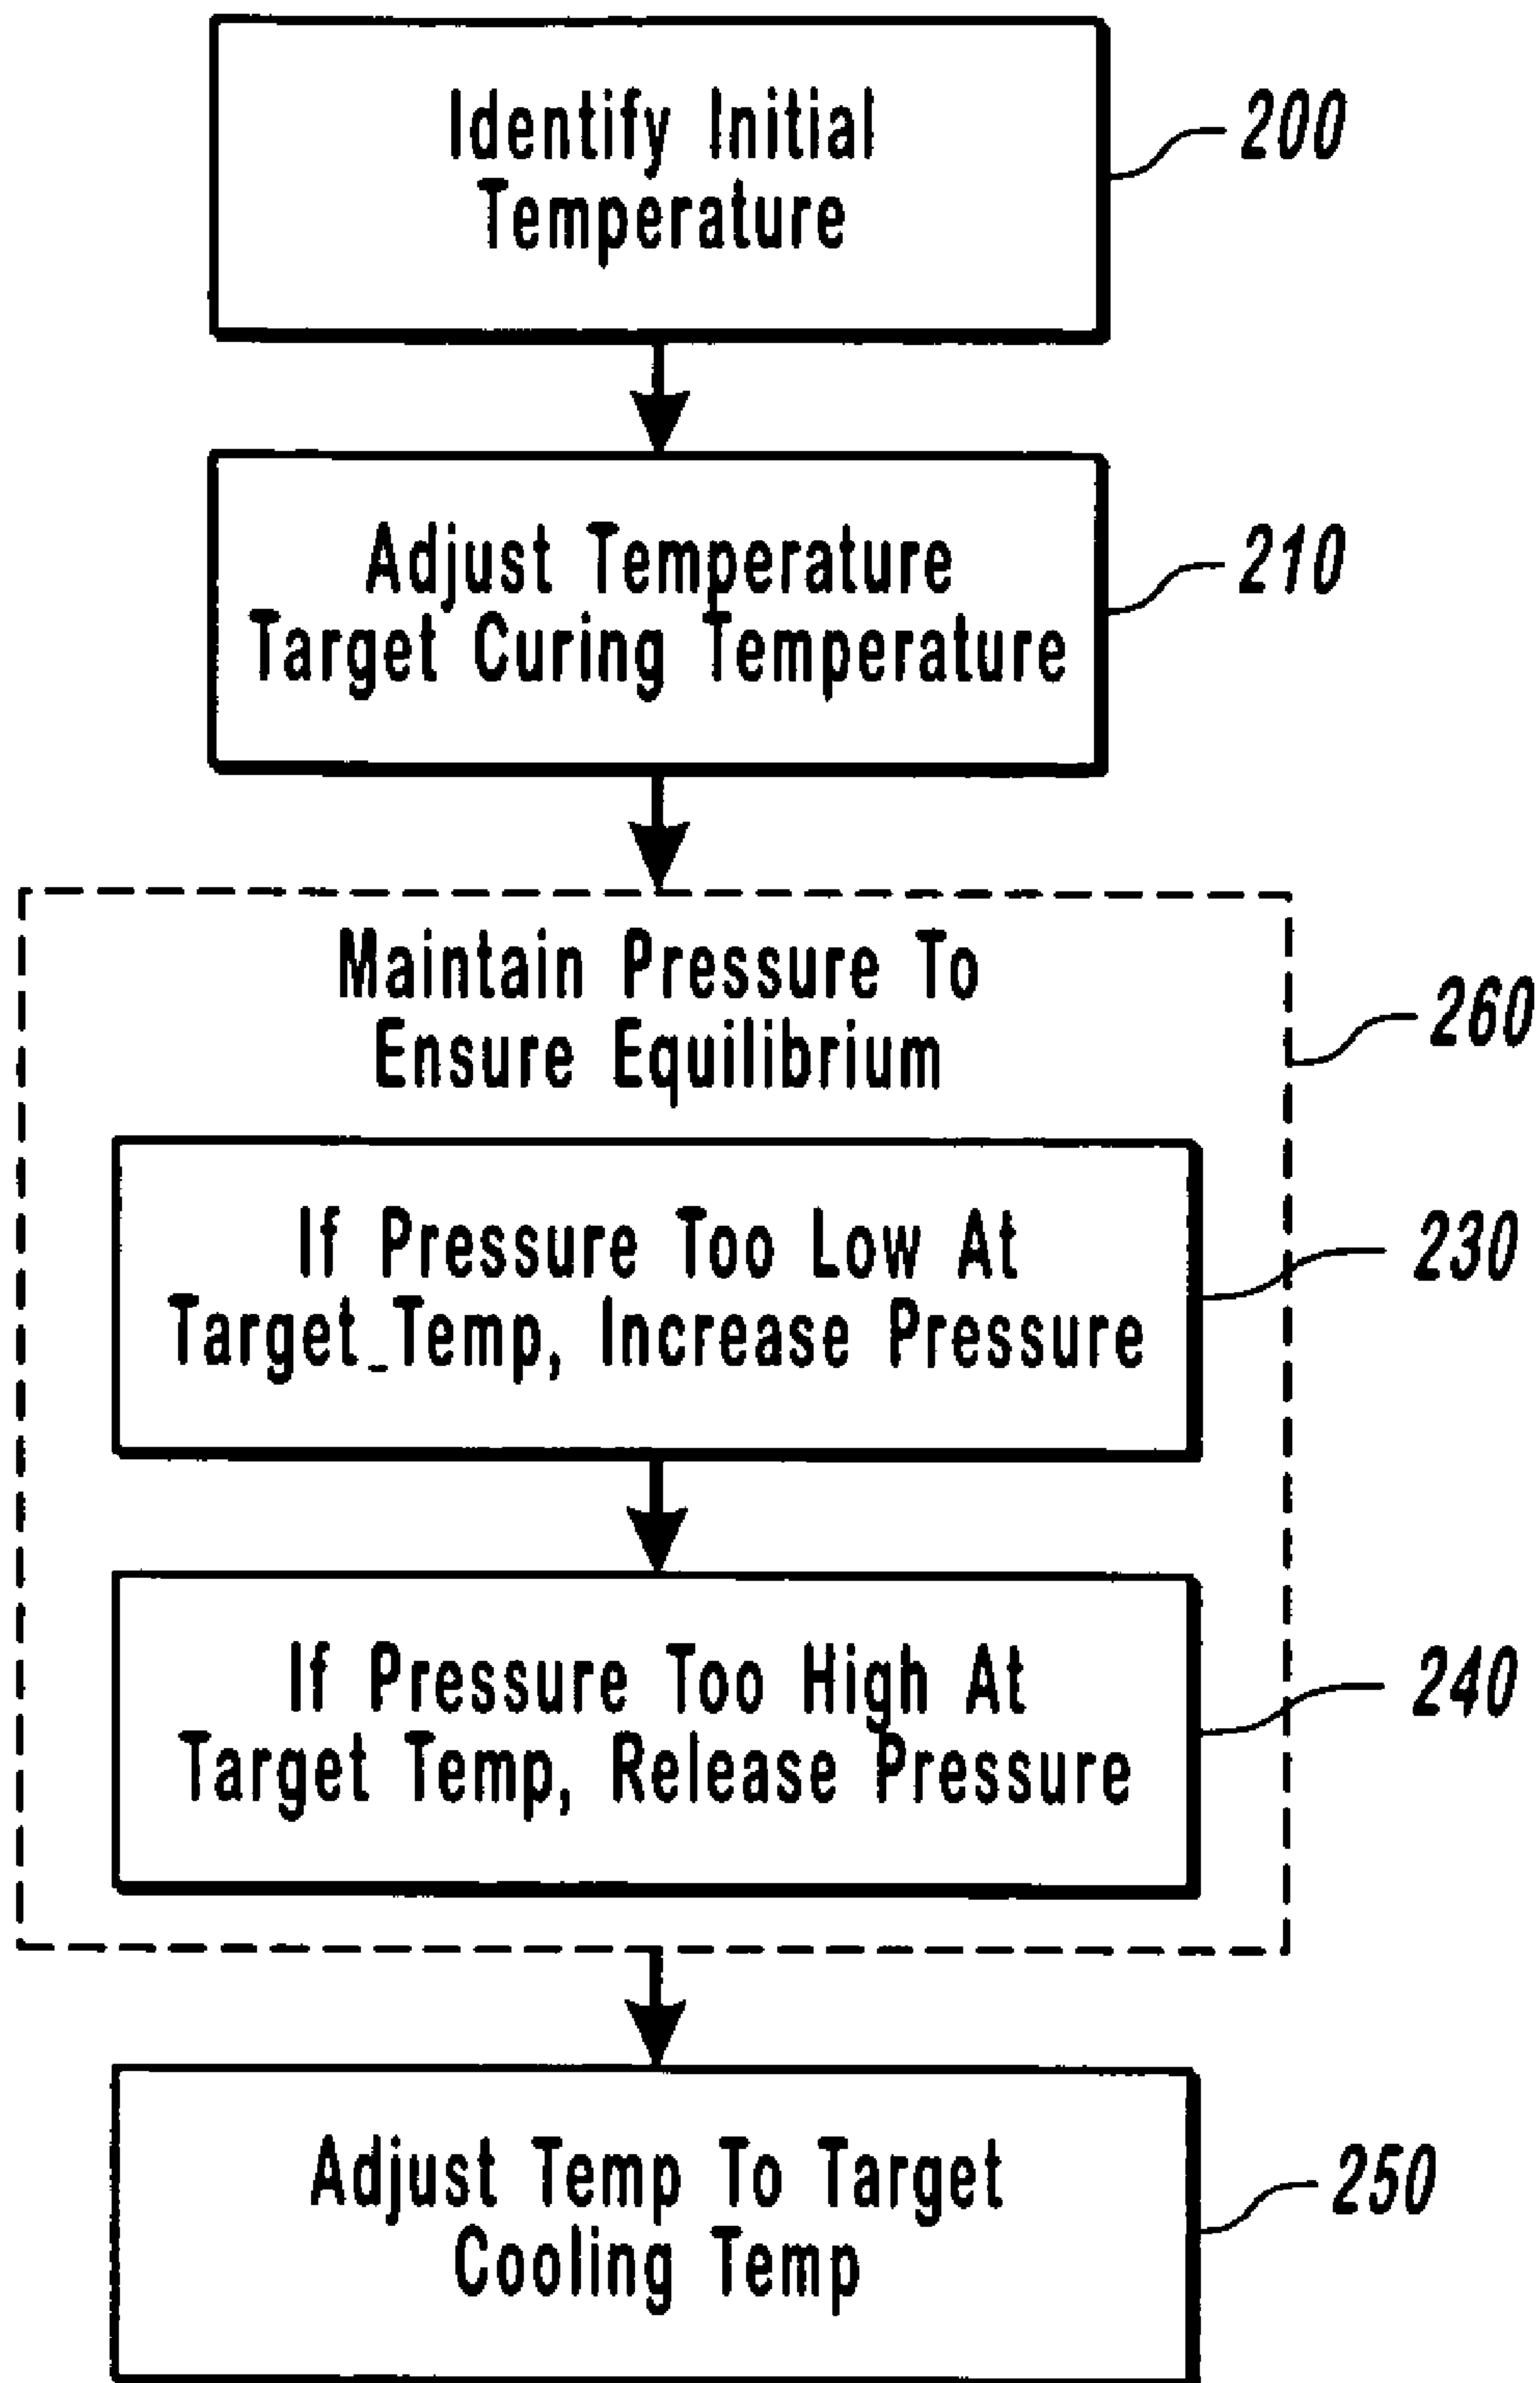 Identify Initial
Temperature
200
Adjust Temperature
Target Curing Temperature
210
Maintain Pressure To
Ensure Equilibrium
260
If Pressure Too Low At
Target Temp, Increase Pressure
230
If Pressure Too High At
Target Temp, Release Pressure
240
Adjust Temp To Target
Cooling Temp
250